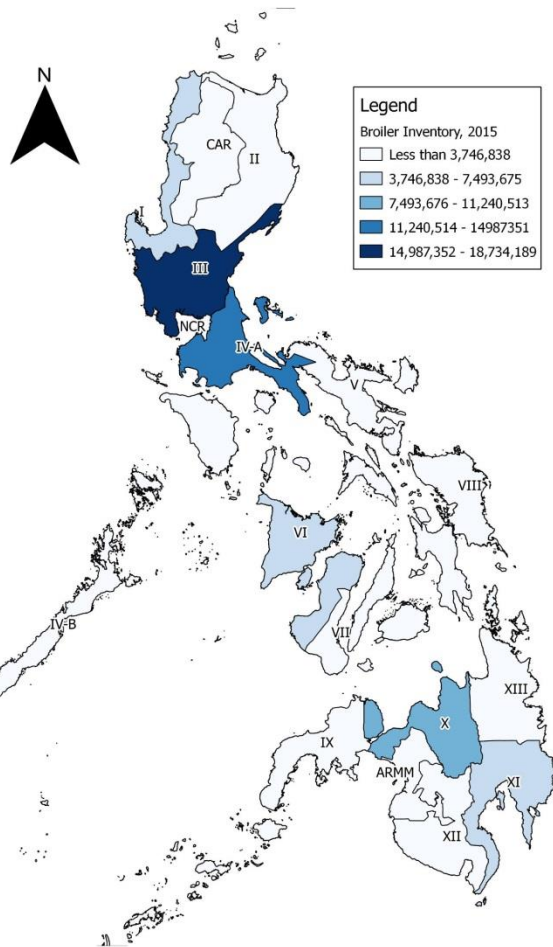 N
Legend
Broiler Inventory, 2015
Less than 3,746,838
3,746,838 - 7,493,675
7,493,676 - 11,240,513
11,240,514 - 14987351
14,987,352 - 18,734,189
CAR
II
I
III
NCR
IV-A
V
VIII
VI
VII
IV-B
XIII
X
IX
ARMM
XI
XII